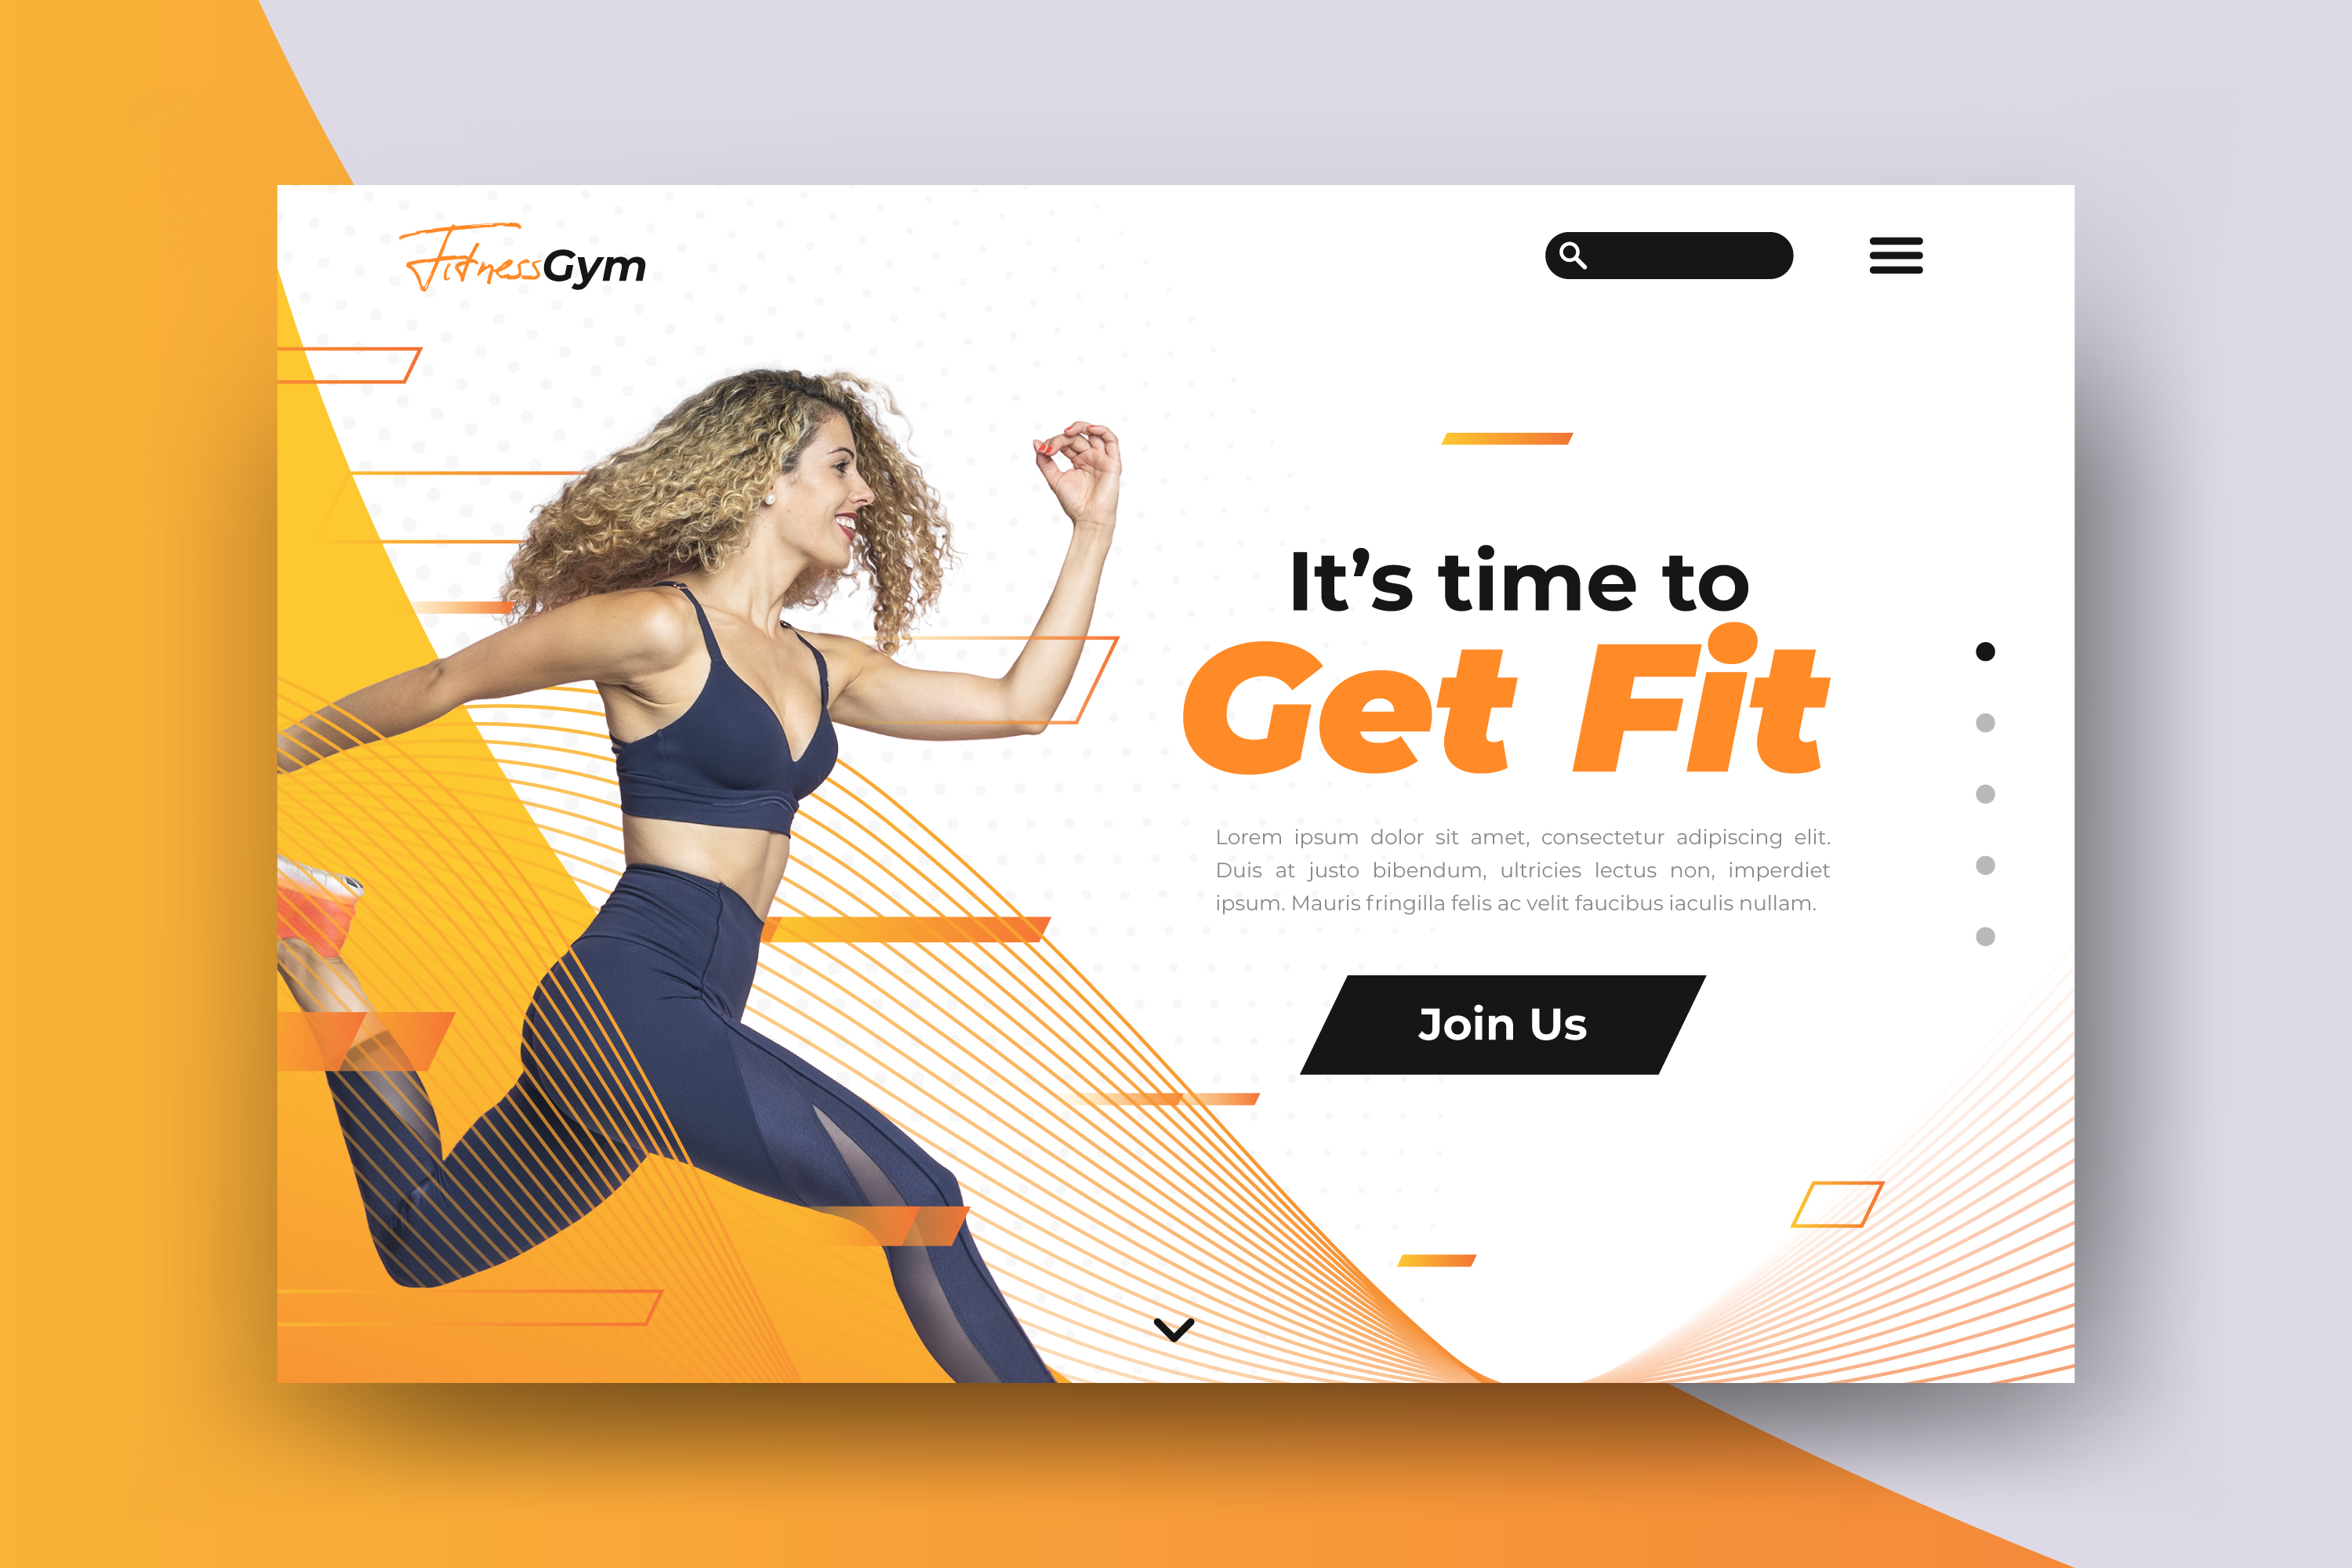 FitnessGym
It’s time to
Get Fit
Lorem ipsum dolor sit amet, consectetur adipiscing elit.
Duis at justo bibendum, ultricies lectus non, imperdiet
ipsum. Mauris fringilla felis ac velit faucibus iaculis nullam.
Join Us